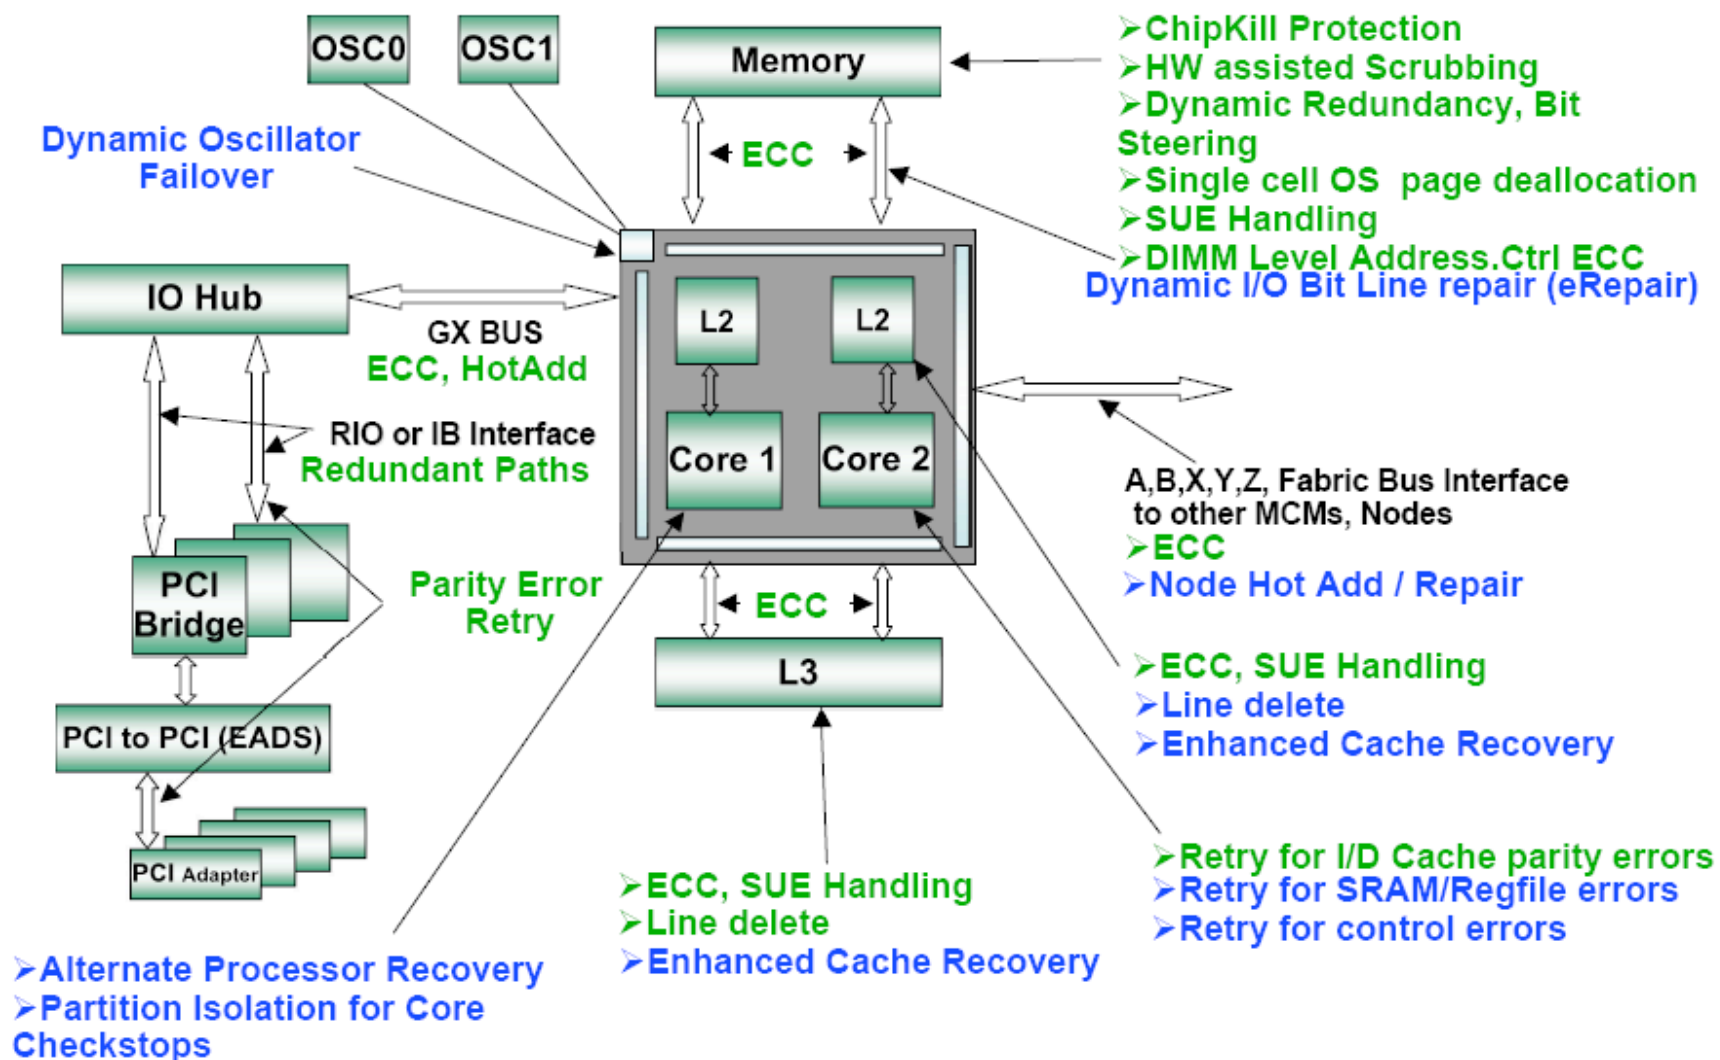 OSC0
OSC1
Memory
➢ChipKill Protection
➢HW assisted Scrubbing
➢Dynamic Redundancy, Bit
Steering
➢Single cell OS page deallocation
➢SUE Handling
➢DIMM Level Address.Ctrl ECC
Dynamic I/O Bit Line repair (eRepair)
Dynamic Oscillator
Failover
ECC
IO Hub
GX BUS
ECC, HotAdd
L2
L2
RIO or IB Interface
Redundant Paths
Core 1
Core 2
A,B,X,Y,Z, Fabric Bus Interface
to other MCMs, Nodes
➢ECC
➢Node Hot Add / Repair
PCI
Bridge
Parity Error
Retry
ECC
L3
➢ECC, SUE Handling
➢Line delete
➢Enhanced Cache Recovery
PCI to PCI (EADS)
PCI Adapter
➢Retry for I/D Cache parity errors
➢Retry for SRAM/Regfile errors
➢Retry for control errors
➢ECC, SUE Handling
➢Line delete
➢Enhanced Cache Recovery
➢Alternate Processor Recovery
➢Partition Isolation for Core
Checkstops